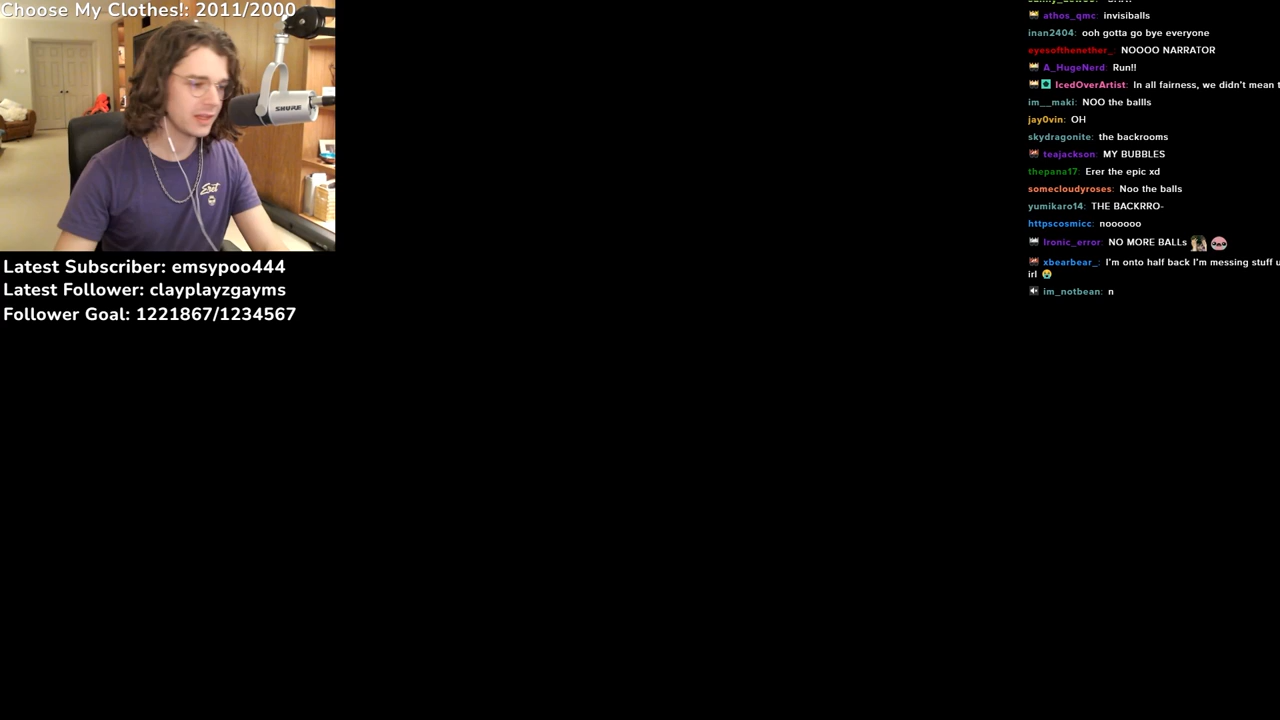 Choose My Clothes!: 2011/2000
SHURE
Eret
Latest Subscriber: emsypoo444
Latest Follower: clayplayzgayms
Follower Goal: 1221867/1234567
athos_qmc: invisiballs
inan2404: ooh gotta go bye everyone
eyesofthenether_: NOOOO NARRATOR
A_HugeNerd: Run!!
IcedOverArtist: In all fairness, we didn't mean t
im__maki: NOO the ballls
jay0vin: OH
skydragonite: the backrooms
teajackson: MY BUBBLES
thepana17: Erer the epic xd
somecloudyroses: Noo the balls
yumikaro14: THE BACKRRO-
httpscosmicc: noooooo
Ironic_error: NO MORE BALLs
xbearbear_: I'm onto half back I'm messing stuff u
irl
im_notbean: n